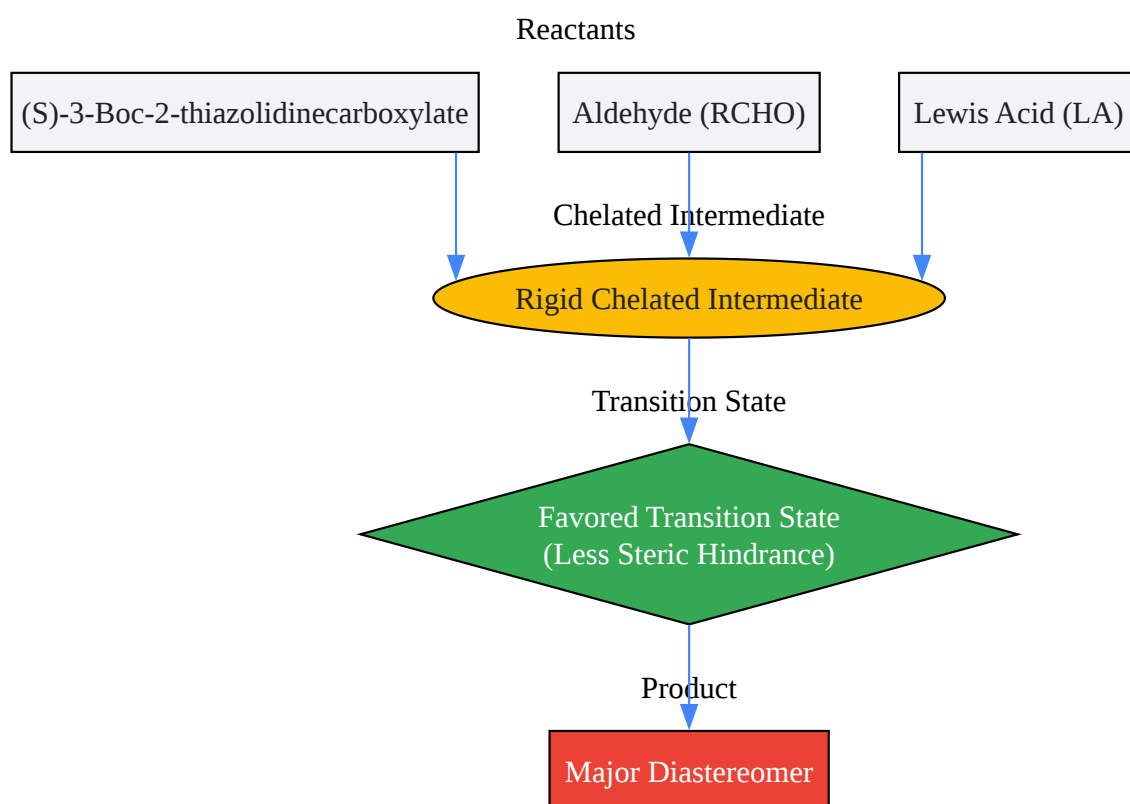 Reactants
(S)-3-Boc-2-thiazolidinecarboxylate
Aldehyde (RCHO)
Lewis Acid (LA)
Chelated Intermediate
Rigid Chelated Intermediate
Transition State
Favored Transition State
(Less Steric Hindrance)
Product
Major Diastereomer